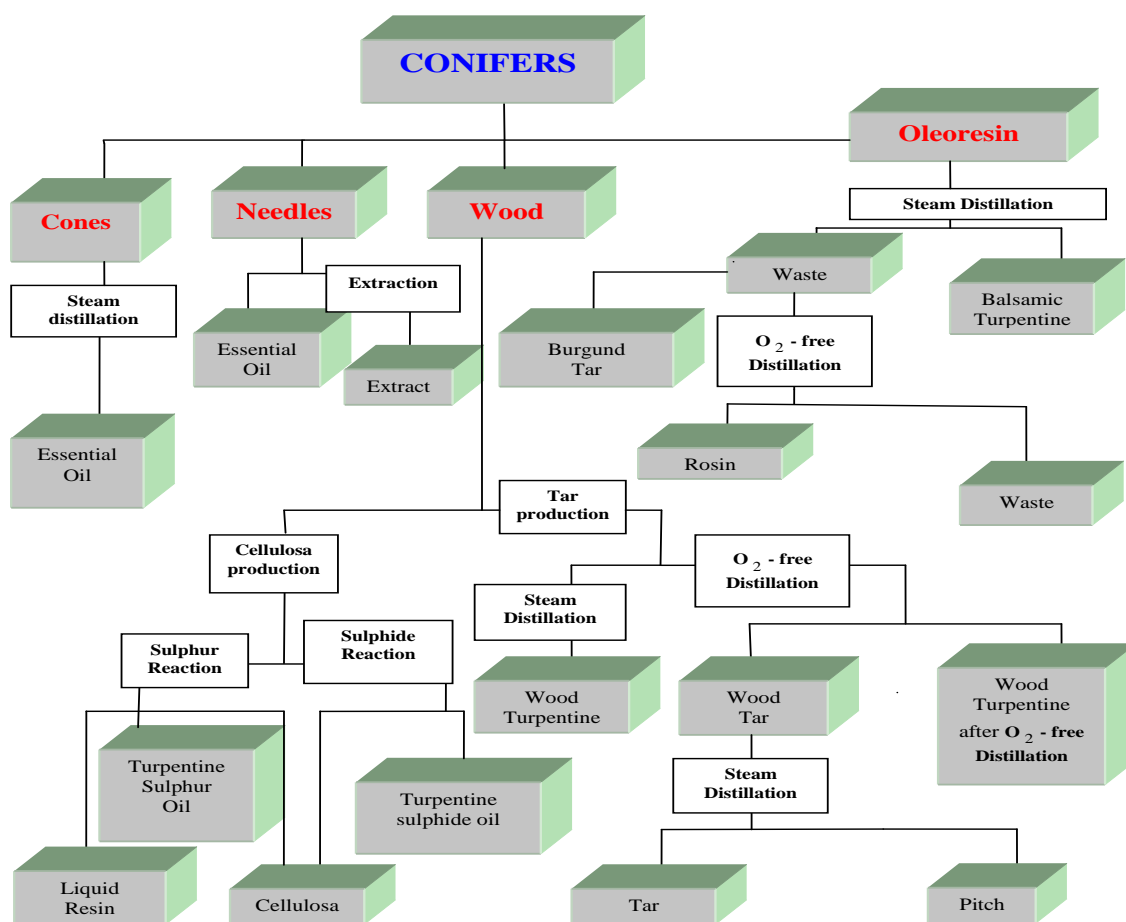 CONIFERS
Oleoresin
Cones
Needles
Wood
Steam Distillation
Steam
distillation
Extraction
Waste
Balsamic
Turpentine
Essential
Oil
Extract
Burgund
Tar
O 2 - free
Distillation
Essential
Oil
Rosin
Waste
Tar
production
Cellulosa
production
O 2 - free
Distillation
Steam
Distillation
Sulphur
Reaction
Sulphide
Reaction
Wood
Turpentine
Wood
Tar
Wood
Turpentine
after O 2 - free
Distillation
Turpentine
Sulphur
Oil
Turpentine
sulphide oil
Steam
Distillation
Liquid
Resin
Cellulosa
Tar
Pitch